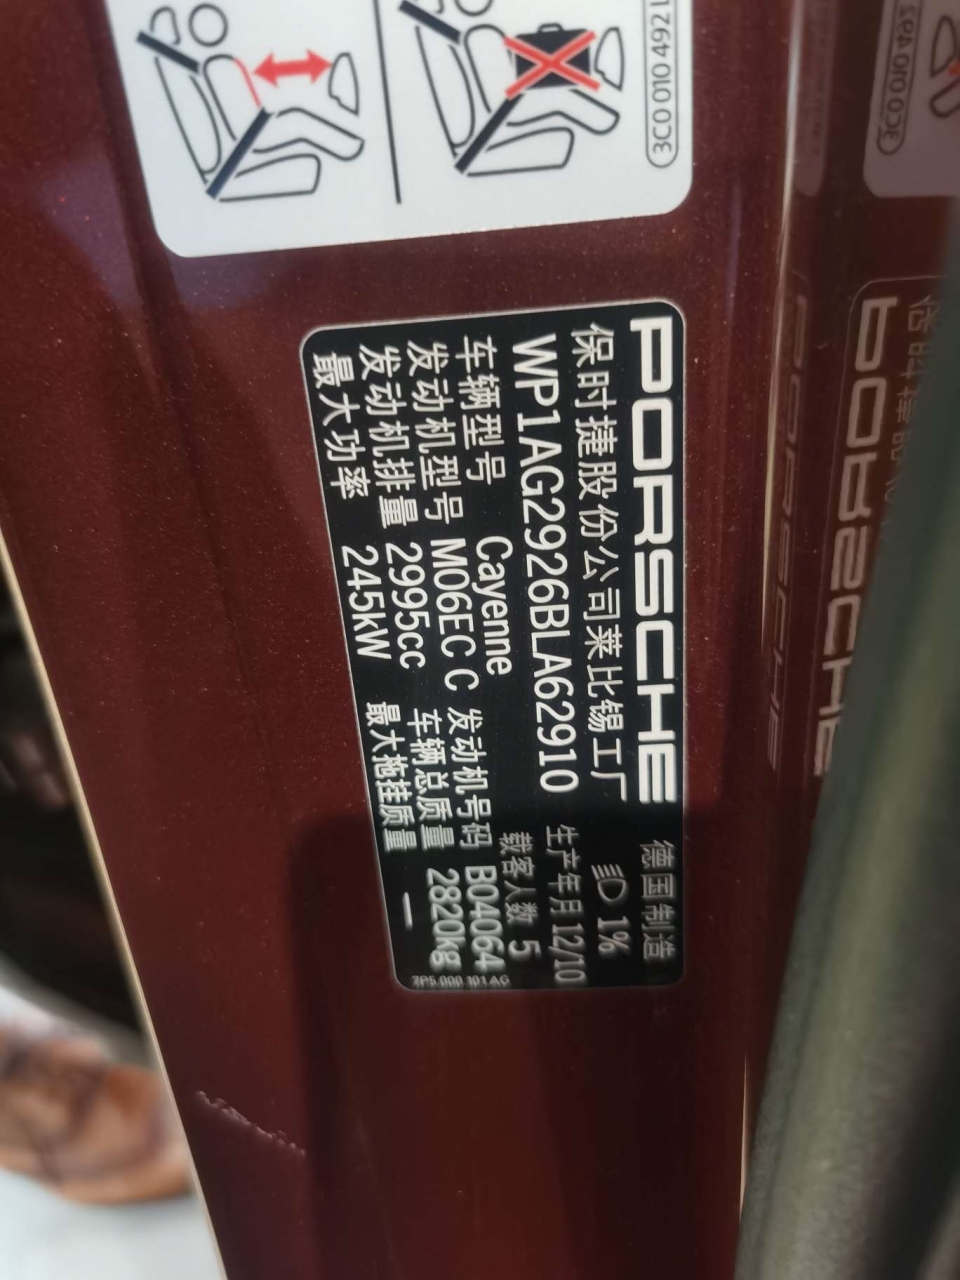 3C0 010 4921
PORSCHE 德国制造
保时捷股份公司莱比锡工厂 1%
WP1AG2926BLA62910 生产年月 12/10
载客人数 5
车辆型号 Cayenne 发动机号码 B04064
发动机型号 M06EC C 车辆总质量 2820kg
发动机排量 2995cc 最大拖挂质量 —
最大功率 245kW
7P5.000.101.AG